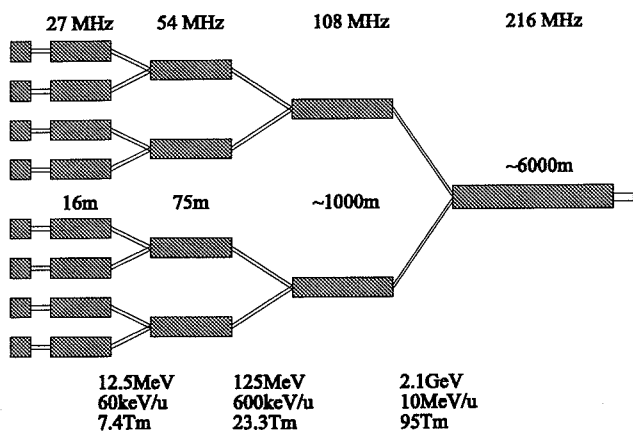 27 MHz 54 MHz 108 MHz 216 MHz
~6000m
16m 75m ~1000m
12.5MeV 125MeV 2.1GeV
60keV/u 600keV/u 10MeV/u
7.4Tm 23.3Tm 95Tm